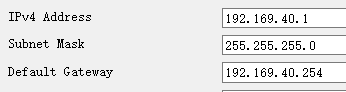 IPv4 Address 192.169.40.1
Subnet Mask 255.255.255.0
Default Gateway 192.169.40.254